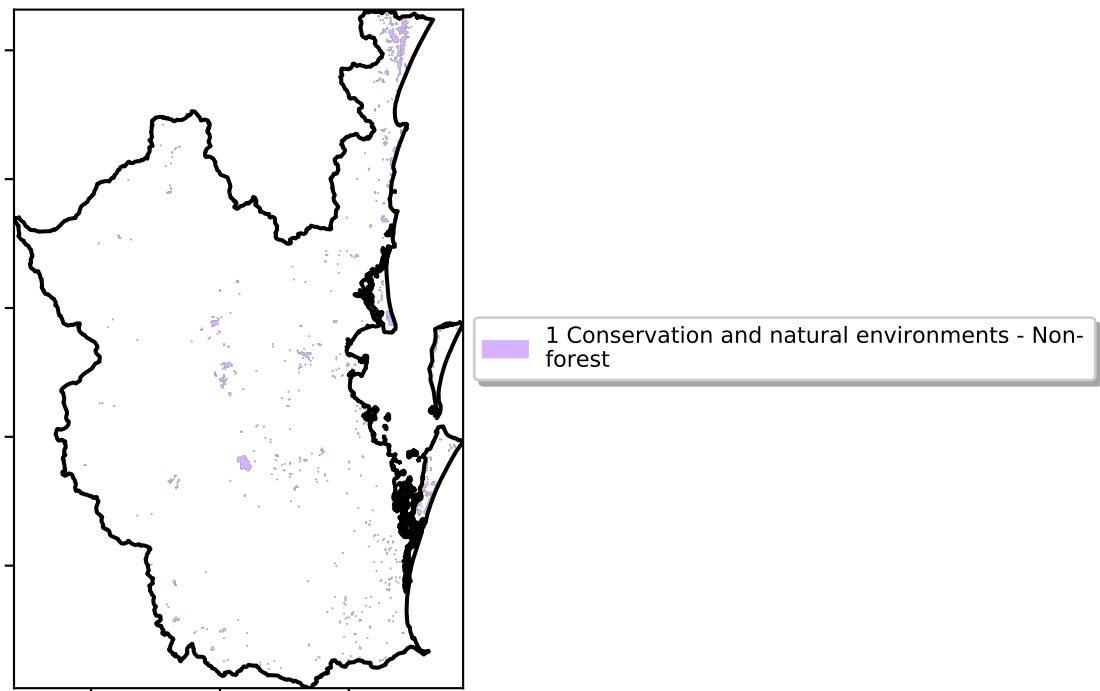 1 Conservation and natural environments - Non-
forest